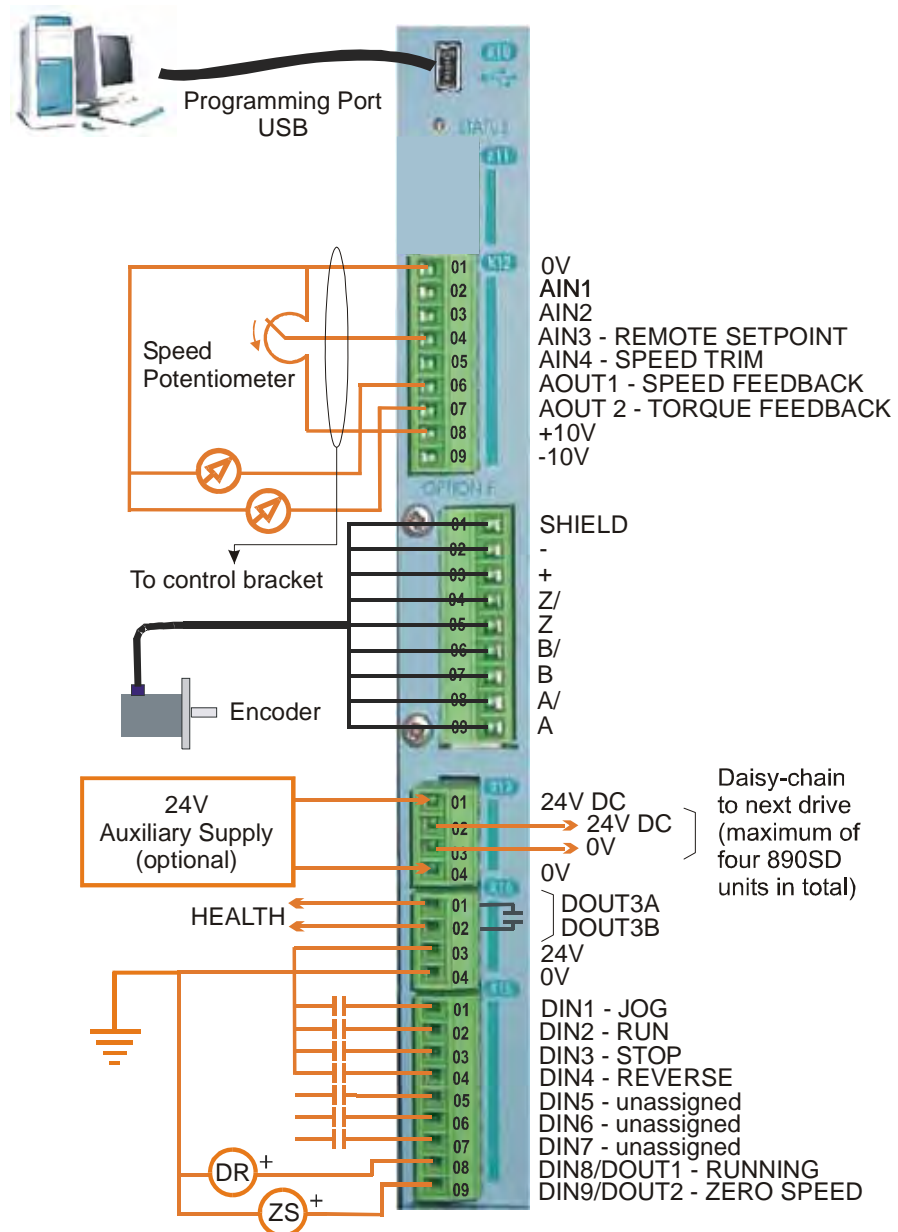 X10
Programming Port
USB
STATUS
X11
X12
01 0V
02 AIN1
03 AIN2
04 AIN3 - REMOTE SETPOINT
05 AIN4 - SPEED TRIM
06 AOUT1 - SPEED FEEDBACK
07 AOUT 2 - TORQUE FEEDBACK
08 +10V
09 -10V
Speed
Potentiometer
OPTION F
01 SHIELD
02 -
03 +
04 Z/
05 Z
06 B/
07 B
08 A/
09 A
To control bracket
Encoder
24V
Auxiliary Supply
(optional)
01 24V DC
02 24V DC
03 0V
04 0V
Daisy-chain
to next drive
(maximum of
four 890SD
units in total)
HEALTH
01 DOUT3A
02 DOUT3B
03 24V
04 0V
X15
01 DIN1 - JOG
02 DIN2 - RUN
03 DIN3 - STOP
04 DIN4 - REVERSE
05 DIN5 - unassigned
06 DIN6 - unassigned
07 DIN7 - unassigned
08 DIN8/DOUT1 - RUNNING
09 DIN9/DOUT2 - ZERO SPEED
DR +
ZS +